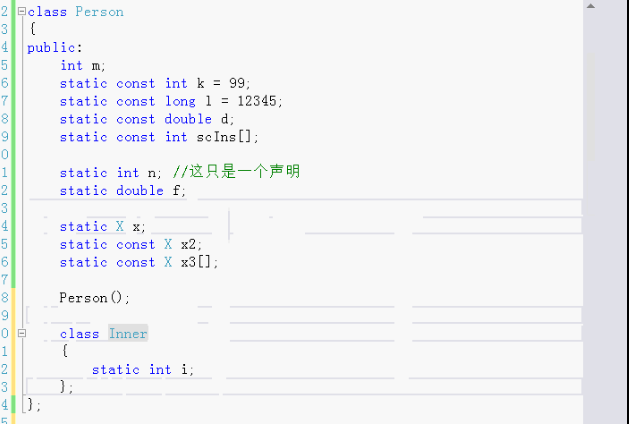 2 class Person
3 {
4 public:
5     int m;
6     static const int k = 99;
7     static const long l = 12345;
8     static const double d;
9     static const int scIns[];
0
1     static int n; //这只是一个声明
2     static double f;
3
4     static X x;
5     static const X x2;
6     static const X x3[];
7
8     Person();
9
0     class Inner
1     {
2         static int i;
3     };
4 };
5